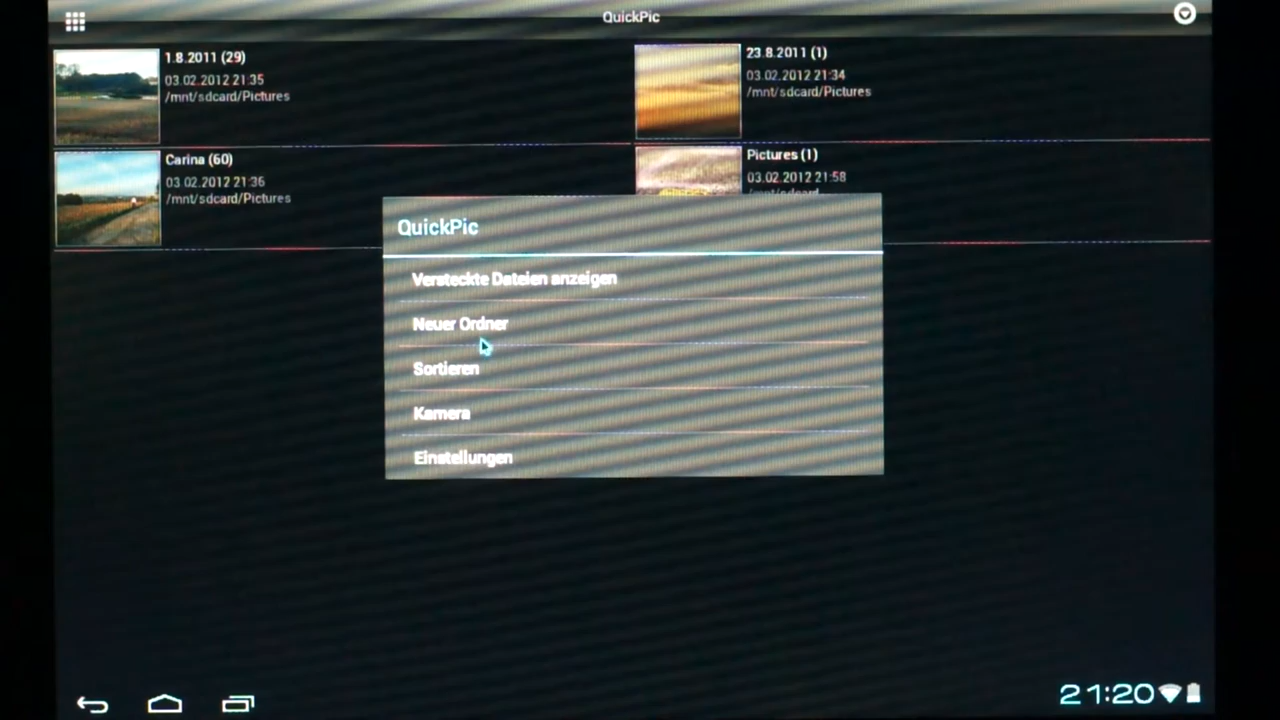 QuickPic
1.8.2011 (29)
03.02.2012 21:35
/mnt/sdcard/Pictures
23.8.2011 (1)
03.02.2012 21:34
/mnt/sdcard/Pictures
Carina (60)
03.02.2012 21:36
/mnt/sdcard/Pictures
Pictures (1)
03.02.2012 21:58
/mnt/sdcard
QuickPic
Versteckte Dateien anzeigen
Neuer Ordner
Sortieren
Kamera
Einstellungen
21:20